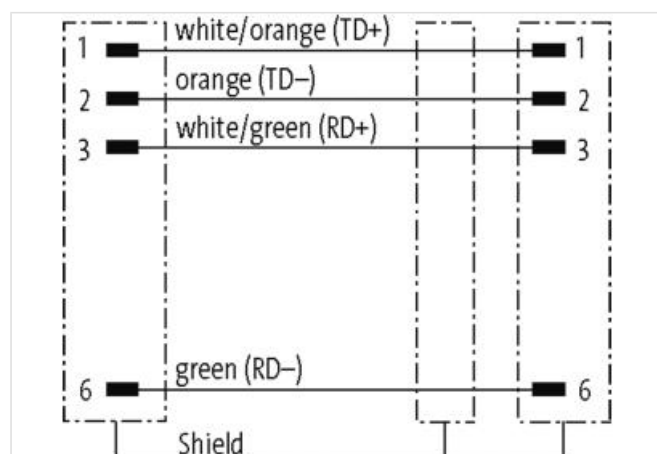 1 white/orange (TD+) 1
2 orange (TD–) 2
3 white/green (RD+) 3
6 green (RD–) 6
Shield